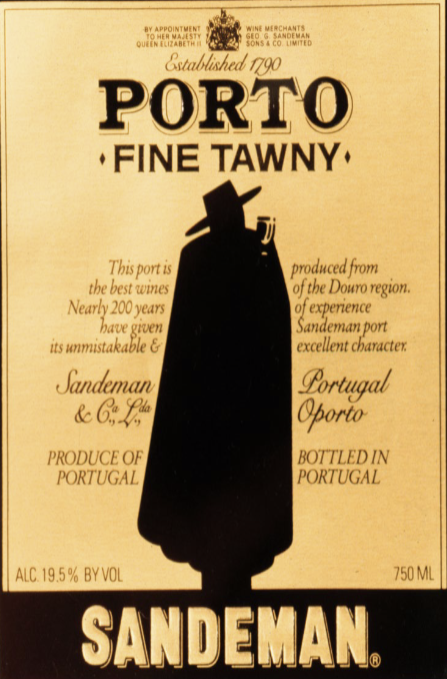 BY APPOINTMENT
TO HER MAJESTY
QUEEN ELIZABETH II
WINE MERCHANTS
GEO G. SANDEMAN
SONS & CO. LIMITED
Established 1790
PORTO
FINE TAWNY
This port is produced from
the best wines of the Douro region.
Nearly 200 years of experience
have given Sandeman port
its unmistakable & excellent character.
Sandeman Portugal
& Cª, Lda, Oporto
PRODUCE OF
PORTUGAL
BOTTLED IN
PORTUGAL
ALC. 19,5% BY VOL 750 ML
SANDEMAN®